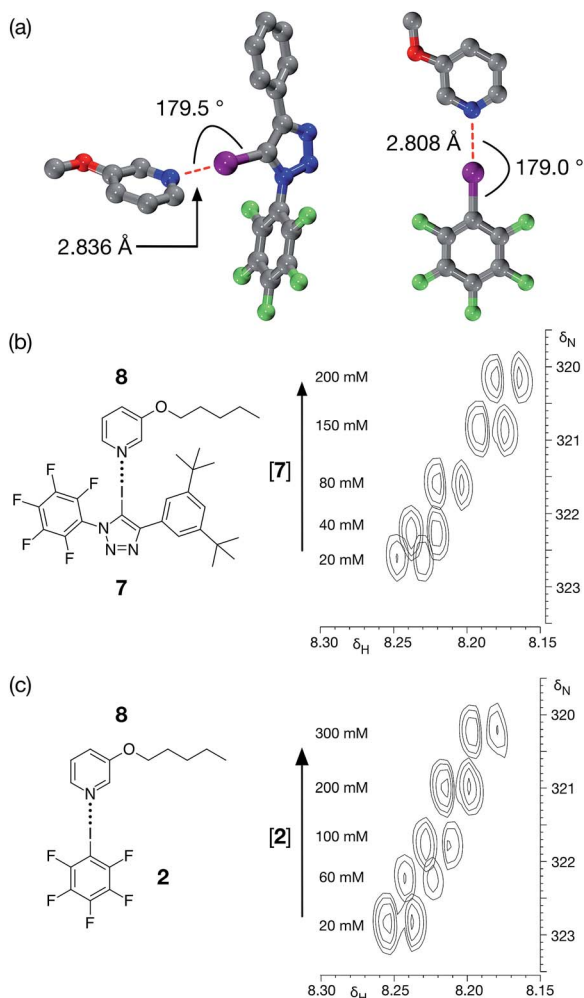 (a)
179.5 °
2.836 Å
2.808 Å
179.0 °
(b)
8
O
N
I
F
F
F
F
F
N
N=N
7
[7]
200 mM
150 mM
80 mM
40 mM
20 mM
δN
320
321
322
323
8.30
δH
8.25
8.20
8.15
(c)
8
O
N
I
F
F
F
F
F
2
[2]
300 mM
200 mM
100 mM
60 mM
20 mM
δN
320
321
322
323
8.30
δH
8.25
8.20
8.15